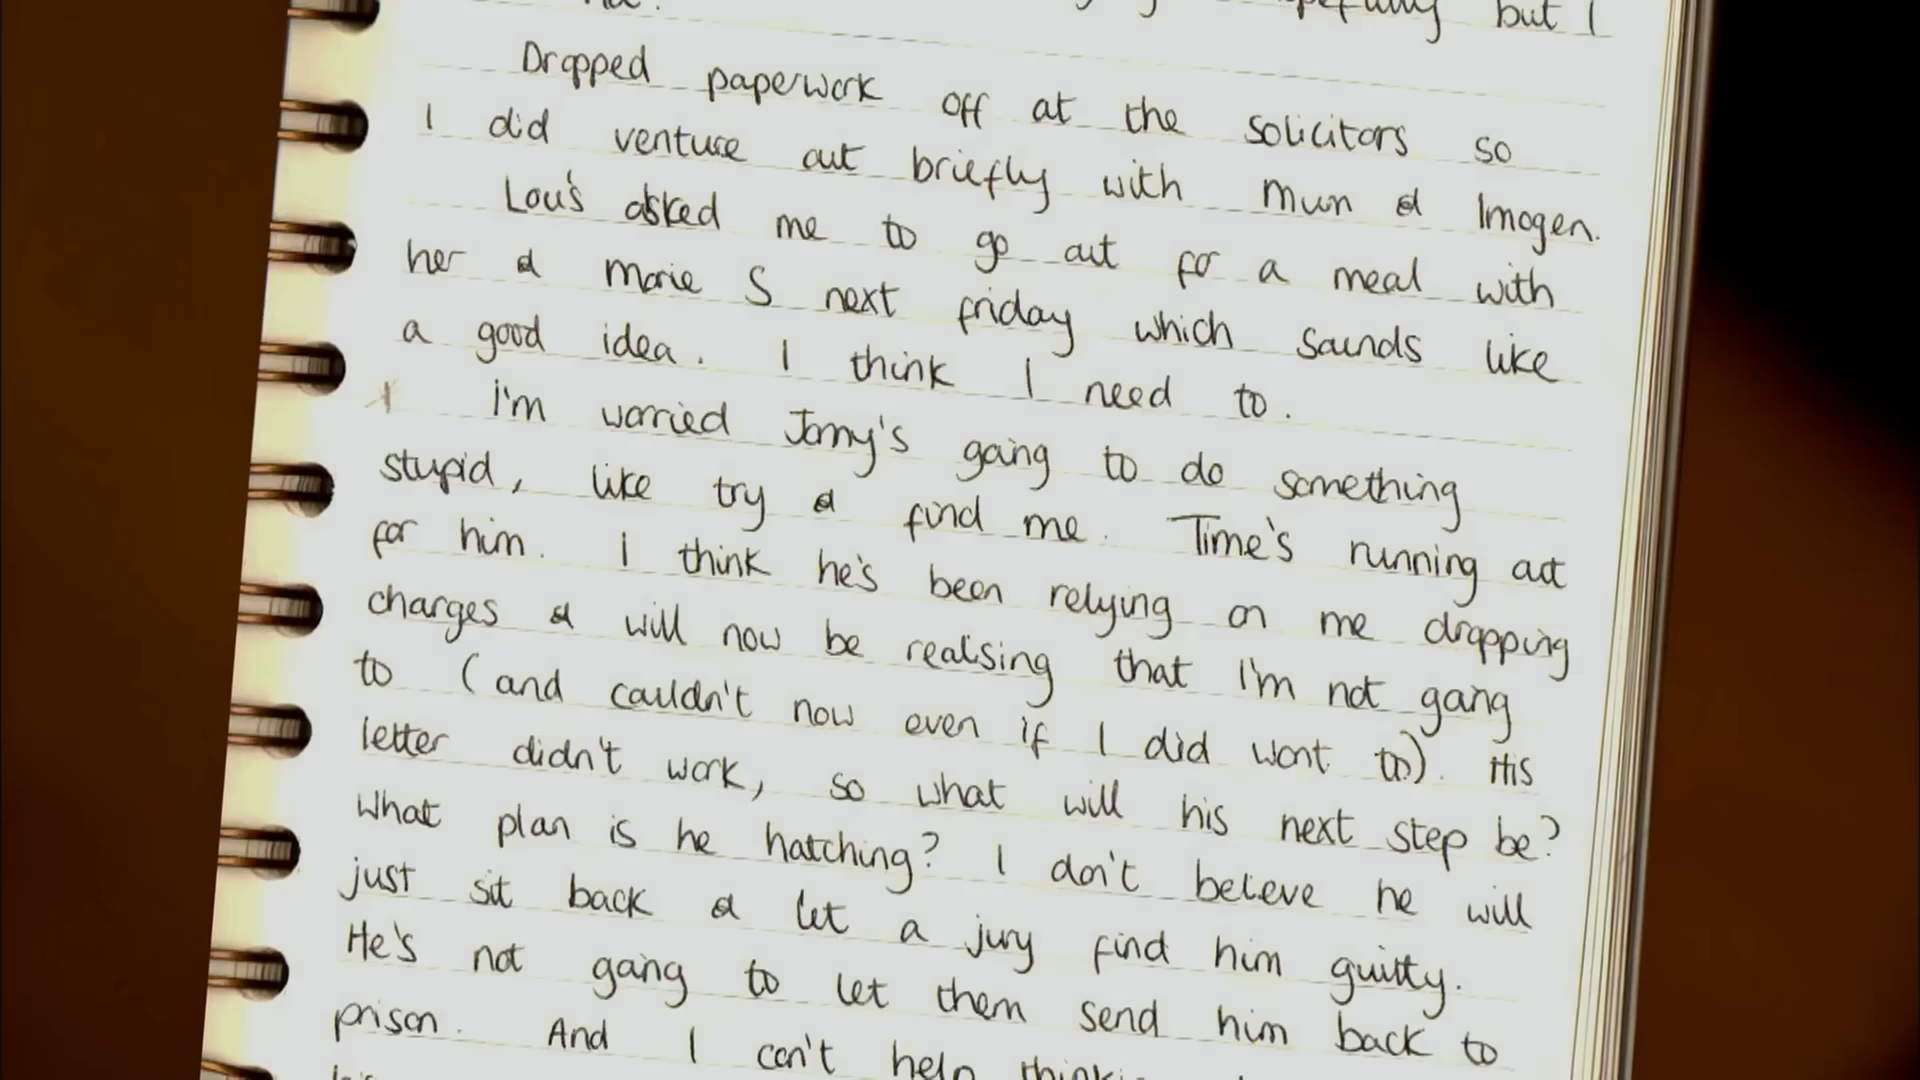 but I
Dropped paperwork off at the solicitors so
I did venture out briefly with Mum & Imogen.
Lou's asked me to go out for a meal with
her & Marie S next friday which sounds like
a good idea. I think I need to.
I'm worried Jonny's going to do something
stupid, like try & find me. Time's running out
for him. I think he's been relying on me dropping
charges & will now be realising that I'm not going
to (and couldn't now even if I did want to). His
letter didn't work, so what will his next step be?
What plan is he hatching? I don't believe he will
just sit back & let a jury find him guilty.
He's not going to let them send him back to
prison. And I can't help